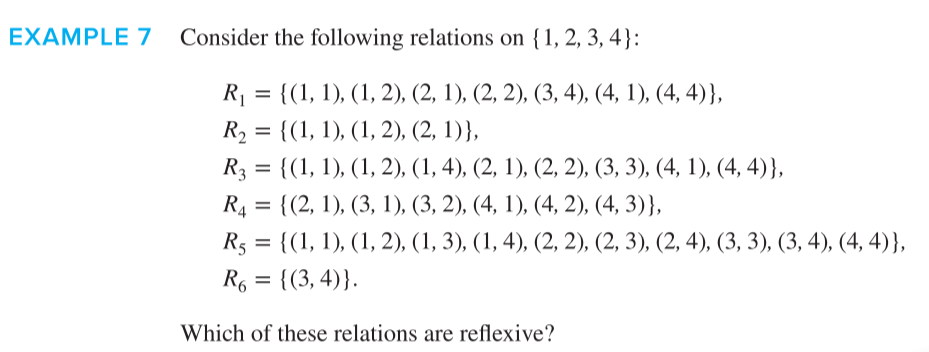 EXAMPLE 7 Consider the following relations on {1, 2, 3, 4}:
R₁ = {(1, 1), (1, 2), (2, 1), (2, 2), (3, 4), (4, 1), (4, 4)},
R₂ = {(1, 1), (1, 2), (2, 1)},
R₃ = {(1, 1), (1, 2), (1, 4), (2, 1), (2, 2), (3, 3), (4, 1), (4, 4)},
R₄ = {(2, 1), (3, 1), (3, 2), (4, 1), (4, 2), (4, 3)},
R₅ = {(1, 1), (1, 2), (1, 3), (1, 4), (2, 2), (2, 3), (2, 4), (3, 3), (3, 4), (4, 4)},
R₆ = {(3, 4)}.
Which of these relations are reflexive?